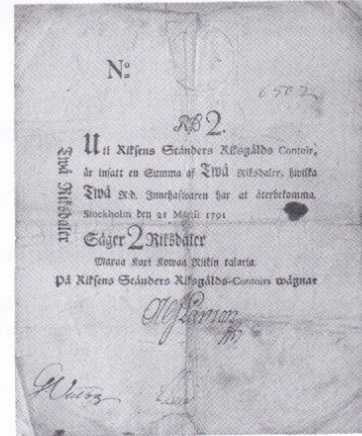 No
6502
RD 2.
Uti Riksens Ständers Riksgälds Contoir,
är insatt en Summa af Twå Riksdaler, hwilka
Twå R:d. Innehafwaren har at återbekomma.
Stockholm den 21 Martii 1791
Säger 2 Riksdaler
Maxaa Kaxi Kowaa Riikin talaria.
På Riksens Ständers Riksgälds-Contoirs wägnar
Twå Riksdaler